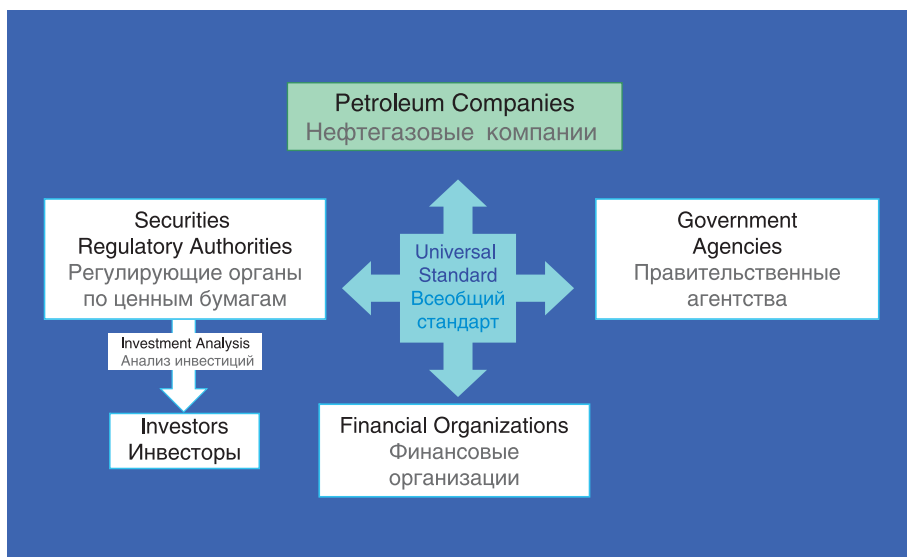 Petroleum Companies
Нефтегазовые компании
Securities
Regulatory Authorities
Регулирующие органы
по ценным бумагам
Universal
Standard
Всеобщий
стандарт
Government
Agencies
Правительственные
агентства
Investment Analysis
Анализ инвестиций
Investors
Инвесторы
Financial Organizations
Финансовые
организации